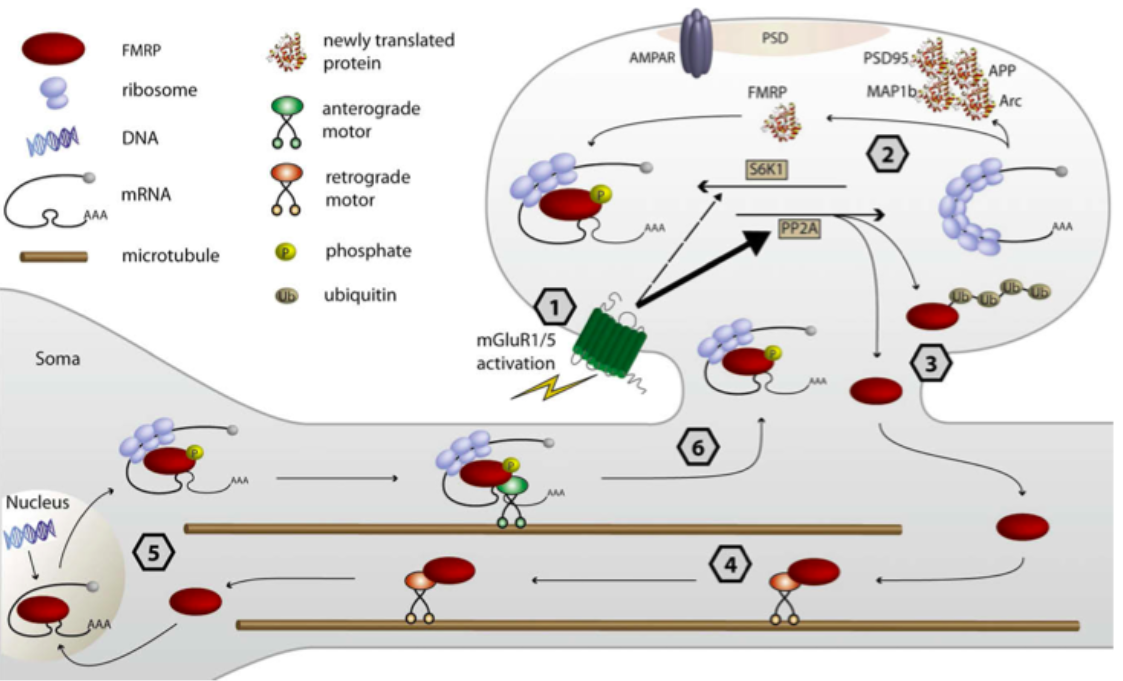 FMRP
ribosome
DNA
mRNA
AAA
microtubule
newly translated
protein
anterograde
motor
retrograde
motor
P
phosphate
Ub
ubiquitin
AMPAR
PSD
PSD95
APP
MAP1b
Arc
FMRP
2
S6K1
P
AAA
PP2A
AAA
1
mGluR1/5
activation
Ub
Ub
Ub
Ub
3
P
AAA
Soma
6
P
AAA
P
AAA
Nucleus
5
4
AAA